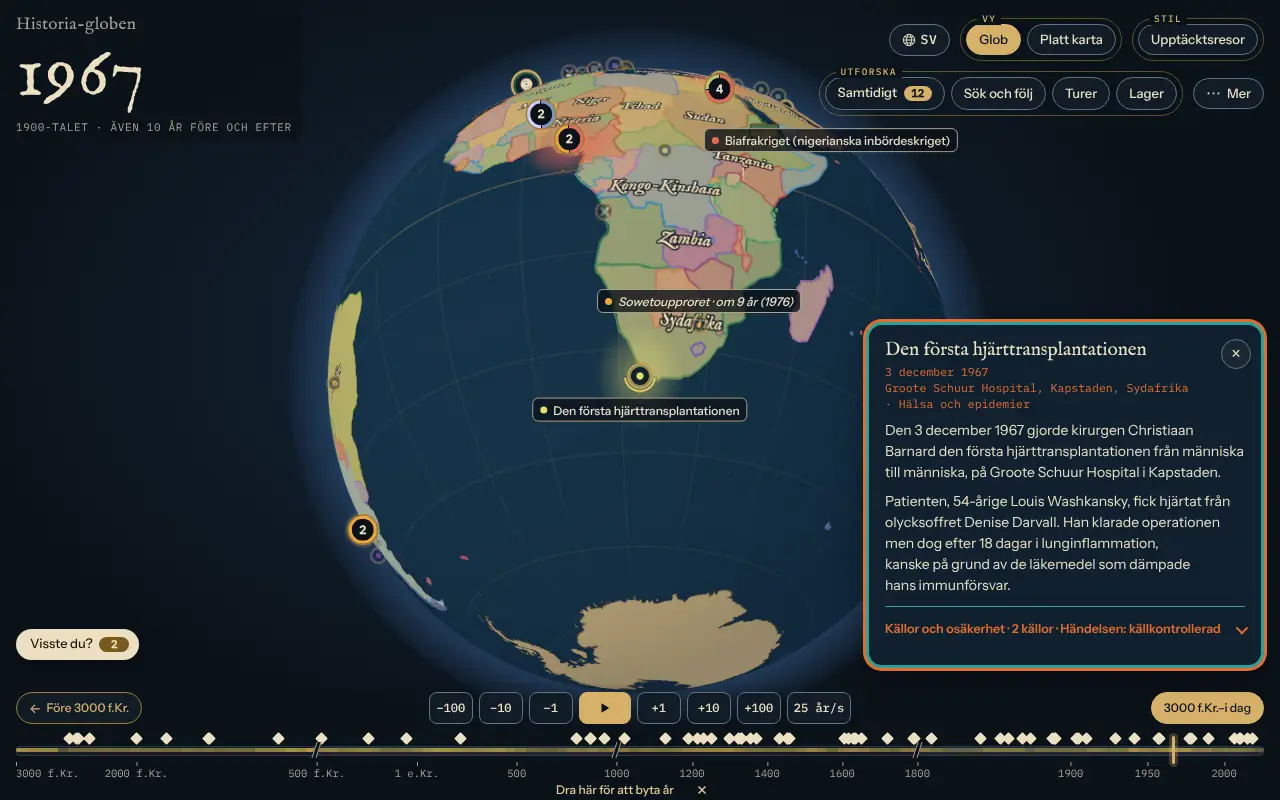 Historia-globen
1967
1900-TALET · ÄVEN 10 ÅR FÖRE OCH EFTER
SV
VY
Glob
Platt karta
STIL
Upptäcktsresor
UTFORSKA
Samtidigt 12
Sök och följ
Turer
Lager
··· Mer
4
2
2
Niger
Tchad
Sudan
Nigeria
Biafrakriget (nigerianska inbördeskriget)
Tanzania
Kongo-Kinshasa
Zambia
Sowetoupproret · om 9 år (1976)
Sydafrika
Den första hjärttransplantationen
2
Den första hjärttransplantationen
×
3 december 1967
Groote Schuur Hospital, Kapstaden, Sydafrika
· Hälsa och epidemier
Den 3 december 1967 gjorde kirurgen Christiaan
Barnard den första hjärttransplantationen från människa
till människa, på Groote Schuur Hospital i Kapstaden.
Patienten, 54-årige Louis Washkansky, fick hjärtat från
olycksoffret Denise Darvall. Han klarade operationen
men dog efter 18 dagar i lunginflammation,
kanske på grund av de läkemedel som dämpade
hans immunförsvar.
Källor och osäkerhet · 2 källor · Händelsen: källkontrollerad
Visste du? 2
← Före 3000 f.Kr.
−100
−10
−1
+1
+10
+100
25 år/s
3000 f.Kr.–i dag
3000 f.Kr.
2000 f.Kr.
500 f.Kr.
1 e.Kr.
500
1000
1200
1400
1600
1800
1900
1950
2000
Dra här för att byta år ×